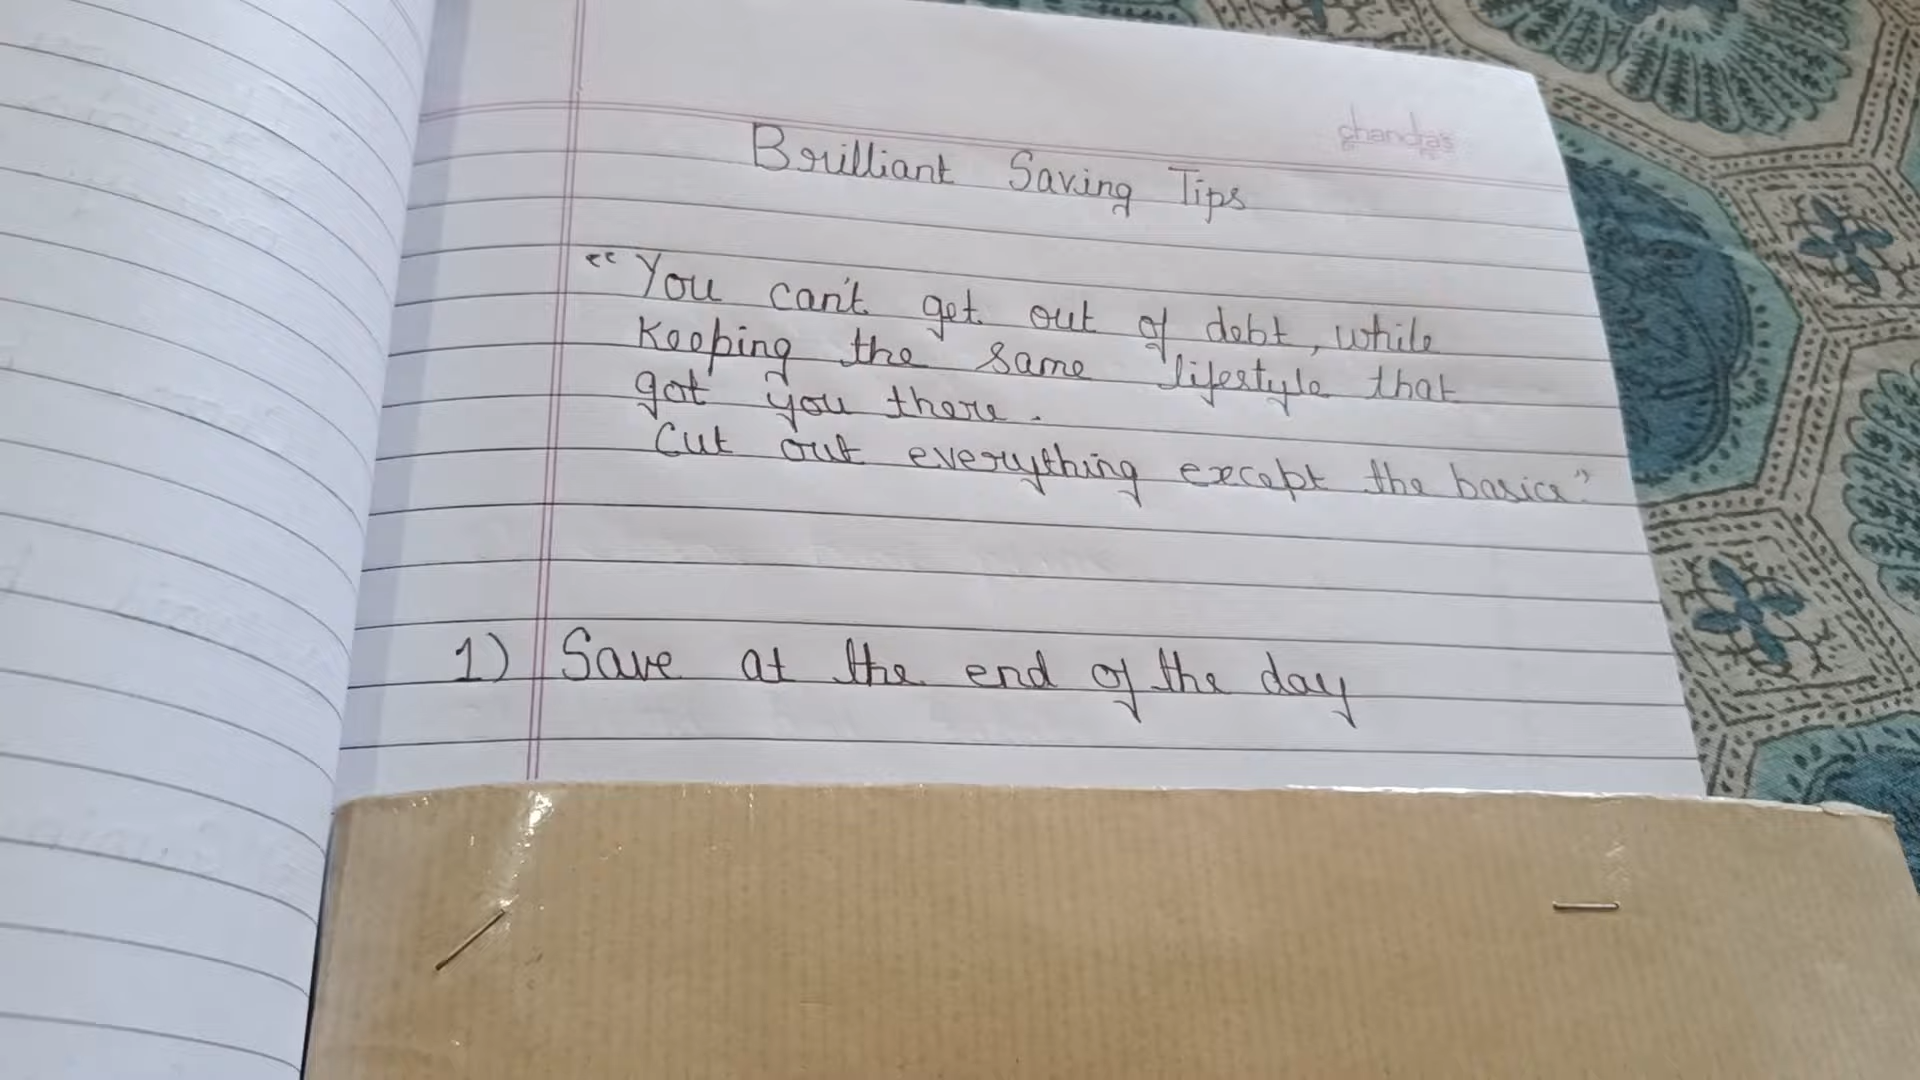 chandra's
Brilliant Saving Tips
“You can't get out of debt, while
Keeping the same lifestyle that
got you there.
Cut out everything except the basics”
1) Save at the end of the day